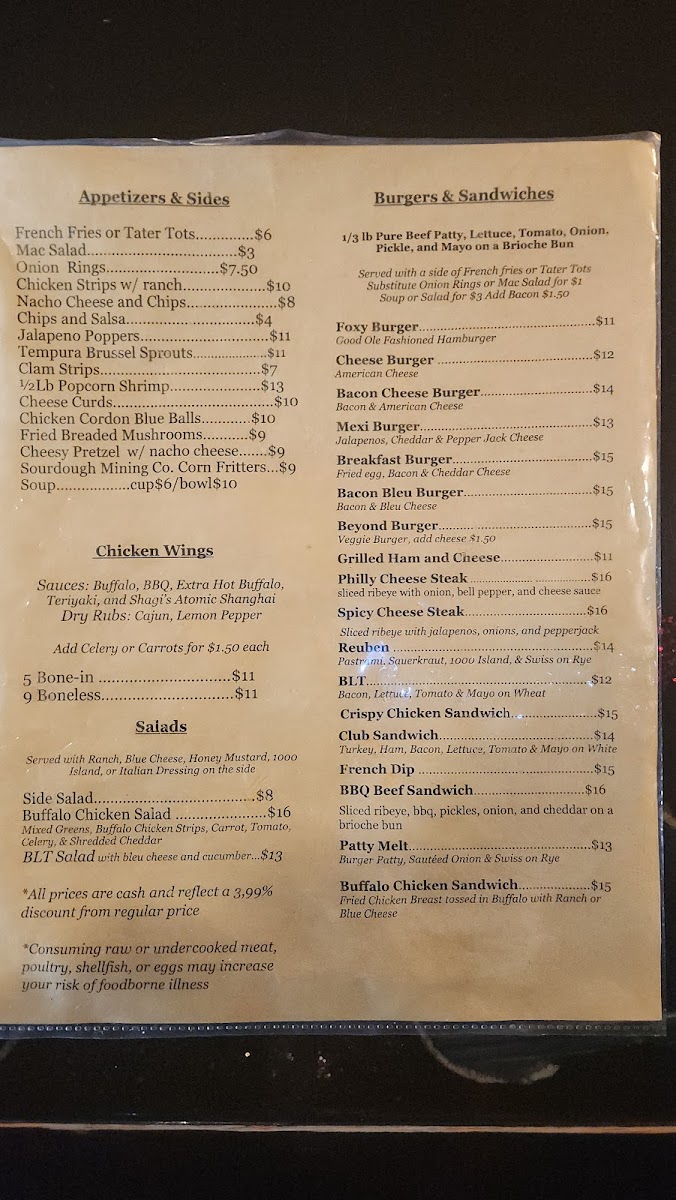 Appetizers & Sides
French Fries or Tater Tots.............$6
Mac Salad...................................$3
Onion Rings..........................$7.50
Chicken Strips w/ ranch...................$10
Nacho Cheese and Chips.....................$8
Chips and Salsa..............................$4
Jalapeno Poppers..............................$11
Tempura Brussel Sprouts......................$11
Clam Strips.....................................$7
½Lb Popcorn Shrimp.....................$13
Cheese Curds.....................................$10
Chicken Cordon Blue Balls...........$10
Fried Breaded Mushrooms..........$9
Cheesy Pretzel w/ nacho cheese.......$9
Sourdough Mining Co. Corn Fritters...$9
Soup.................cup$6/bowl$10
Chicken Wings
Sauces: Buffalo, BBQ, Extra Hot Buffalo,
Teriyaki, and Shagi's Atomic Shanghai
Dry Rubs: Cajun, Lemon Pepper
Add Celery or Carrots for $1.50 each
5 Bone-in ..............................$11
9 Boneless..............................$11
Salads
Served with Ranch, Blue Cheese, Honey Mustard, 1000
Island, or Italian Dressing on the side
Side Salad.....................................$8
Buffalo Chicken Salad ....................$16
Mixed Greens, Buffalo Chicken Strips, Carrot, Tomato,
Celery, & Shredded Cheddar
BLT Salad with bleu cheese and cucumber...$13
*All prices are cash and reflect a 3,99%
discount from regular price
*Consuming raw or undercooked meat,
poultry, shellfish, or eggs may increase
your risk of foodborne illness
Burgers & Sandwiches
1/3 lb Pure Beef Patty, Lettuce, Tomato, Onion,
Pickle, and Mayo on a Brioche Bun
Served with a side of French fries or Tater Tots
Substitute Onion Rings or Mac Salad for $1
Soup or Salad for $3 Add Bacon $1.50
Foxy Burger..........................................$11
Good Ole Fashioned Hamburger
Cheese Burger .....................................$12
American Cheese
Bacon Cheese Burger...........................$14
Bacon & American Cheese
Mexi Burger.........................................$13
Jalapenos, Cheddar & Pepper Jack Cheese
Breakfast Burger..................................$15
Fried egg, Bacon & Cheddar Cheese
Bacon Bleu Burger...............................$15
Bacon & Bleu Cheese
Beyond Burger.....................................$15
Veggie Burger, add cheese $1.50
Grilled Ham and Cheese............................$11
Philly Cheese Steak ..................................$16
sliced ribeye with onion, bell pepper, and cheese sauce
Spicy Cheese Steak.............................$16
Sliced ribeye with jalapenos, onions, and pepperjack
Reuben ................................................$14
Pastrami, Sauerkraut, 1000 Island, & Swiss on Rye
BLT......................................................$12
Bacon, Lettuce, Tomato & Mayo on Wheat
Crispy Chicken Sandwich.....................$15
Club Sandwich.....................................$14
Turkey, Ham, Bacon, Lettuce, Tomato & Mayo on White
French Dip ..........................................$15
BBQ Beef Sandwich...........................$16
Sliced ribeye, bbq, pickles, onion, and cheddar on a
brioche bun
Patty Melt............................................$13
Burger Patty, Sautéed Onion & Swiss on Rye
Buffalo Chicken Sandwich..................$15
Fried Chicken Breast tossed in Buffalo with Ranch or
Blue Cheese